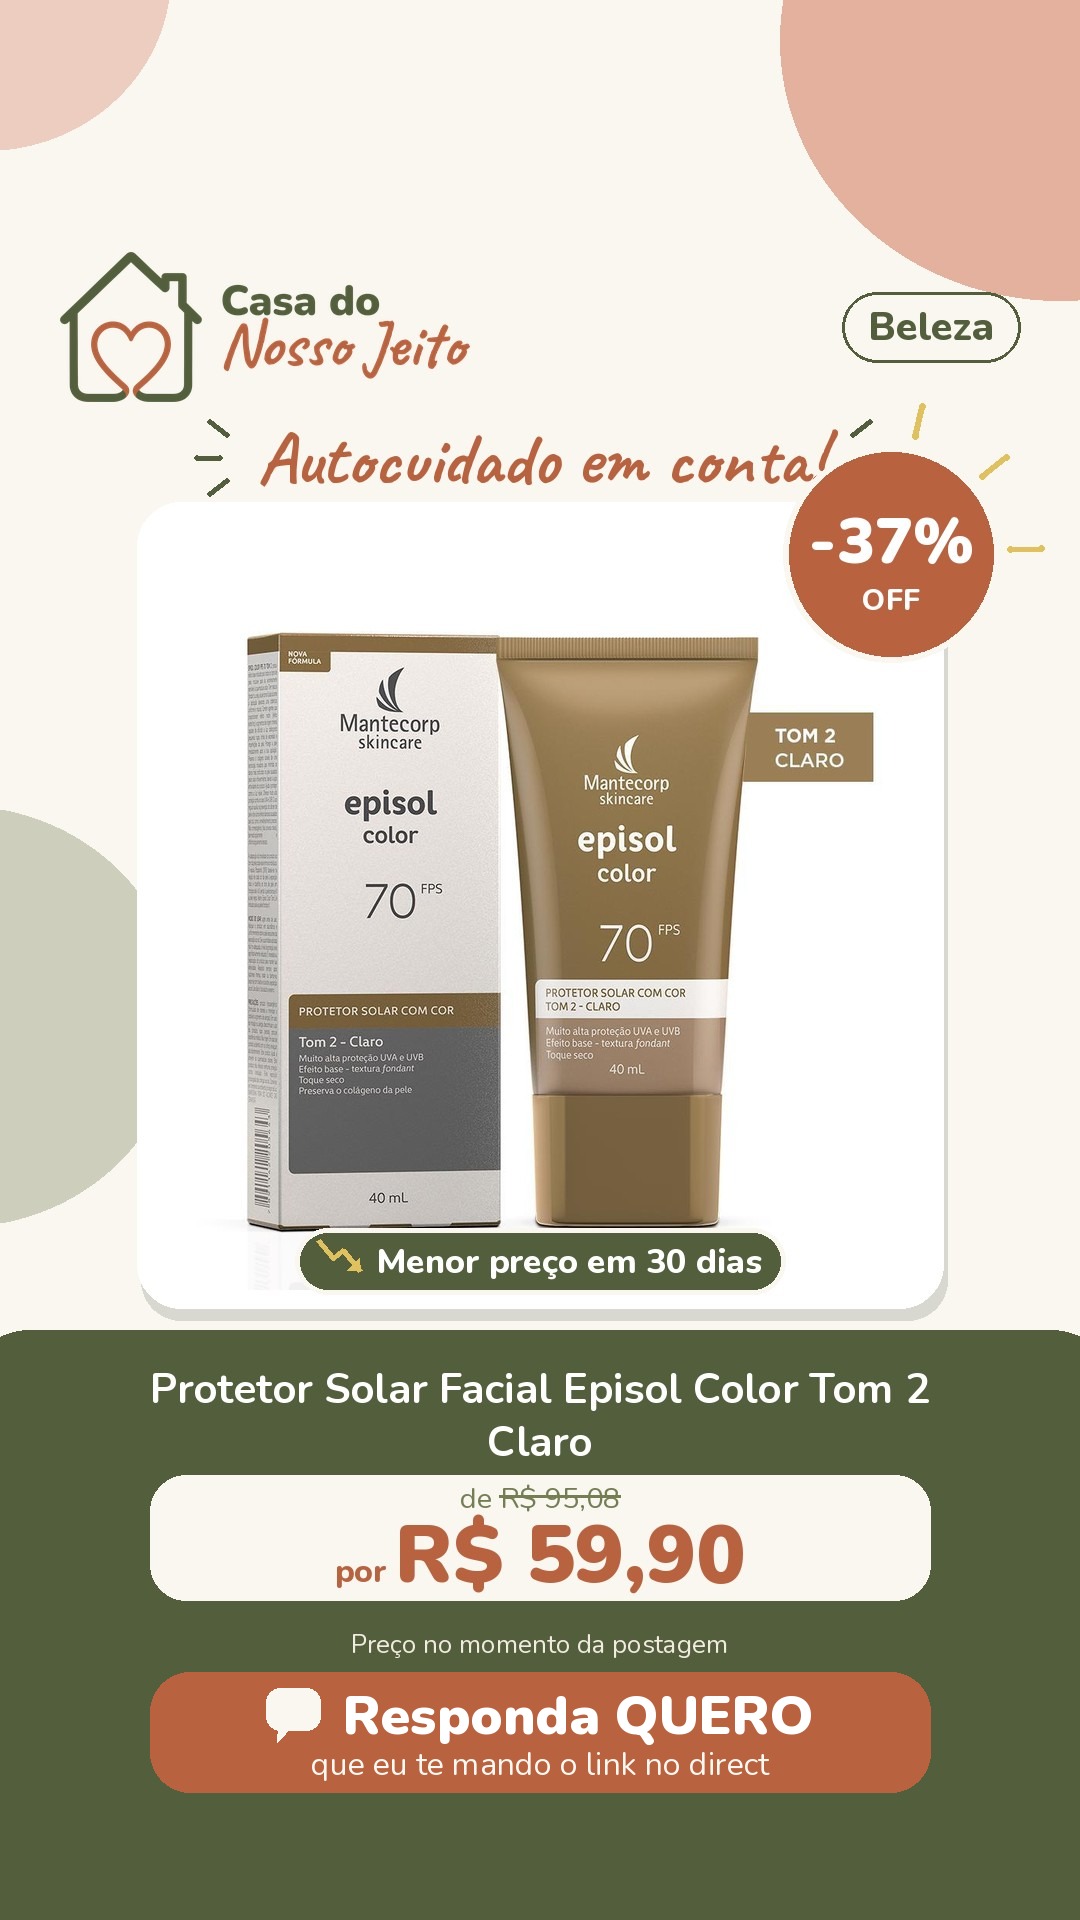 Casa do
Nosso Jeito
Beleza
Autocuidado em conta!
-37%
OFF
NOVA
FÓRMULA
Mantecorp
skincare
episol
color
70 FPS
PROTETOR SOLAR COM COR
Tom 2 - Claro
Muito alta proteção UVA e UVB
Efeito base - textura fondant
Toque seco
Preserva o colágeno da pele
40 mL
TOM 2
CLARO
Mantecorp
skincare
episol
color
70 FPS
PROTETOR SOLAR COM COR
TOM 2 - CLARO
Muito alta proteção UVA e UVB
Efeito base - textura fondant
Toque seco
40 mL
Menor preço em 30 dias
Protetor Solar Facial Episol Color Tom 2
Claro
de R$ 95,08
por R$ 59,90
Preço no momento da postagem
Responda QUERO
que eu te mando o link no direct